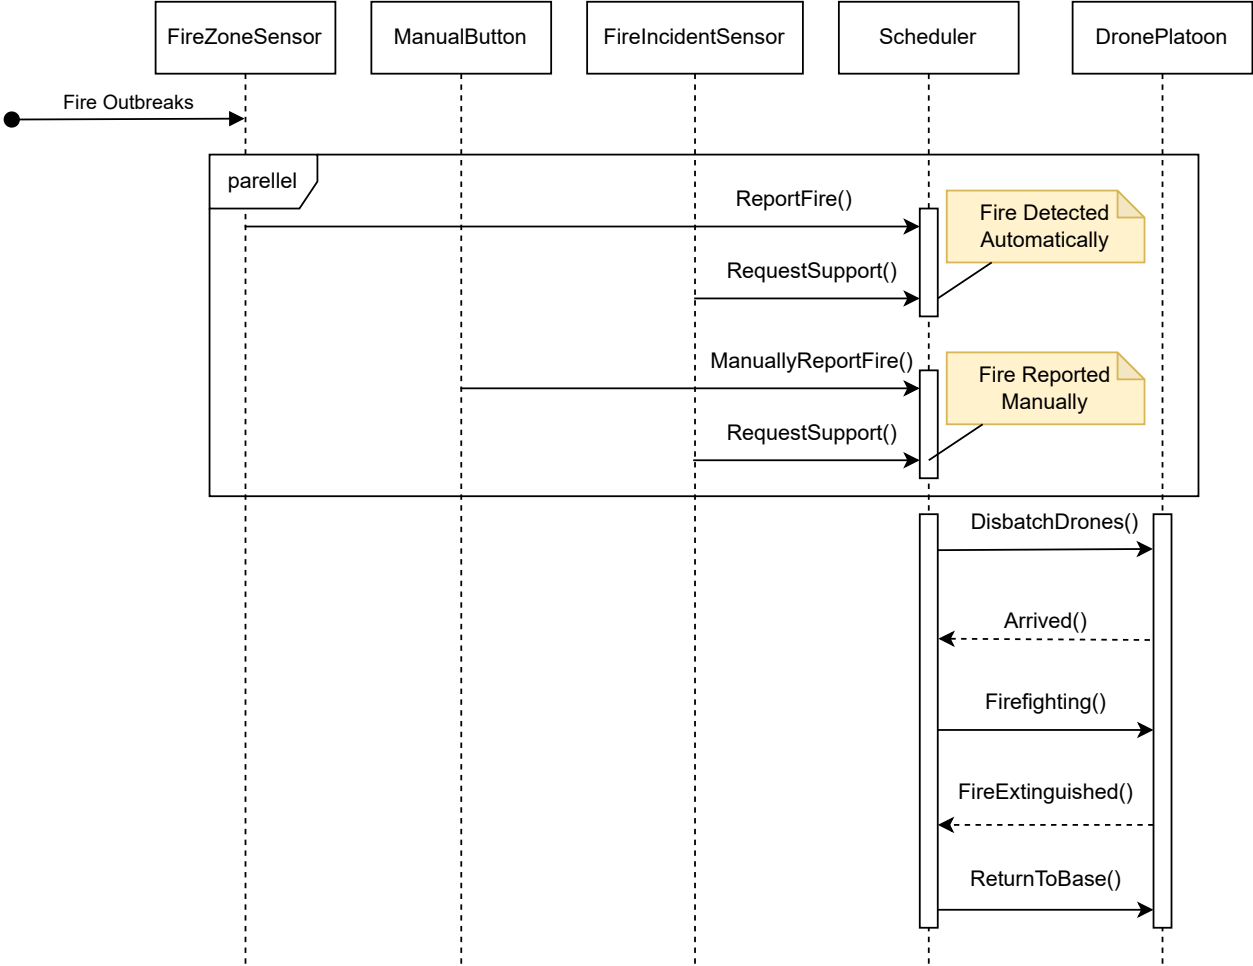 FireZoneSensor
ManualButton
FireIncidentSensor
Scheduler
DronePlatoon
Fire Outbreaks
parellel
ReportFire()
Fire Detected
Automatically
RequestSupport()
ManuallyReportFire()
Fire Reported
Manually
RequestSupport()
DisbatchDrones()
Arrived()
Firefighting()
FireExtinguished()
ReturnToBase()